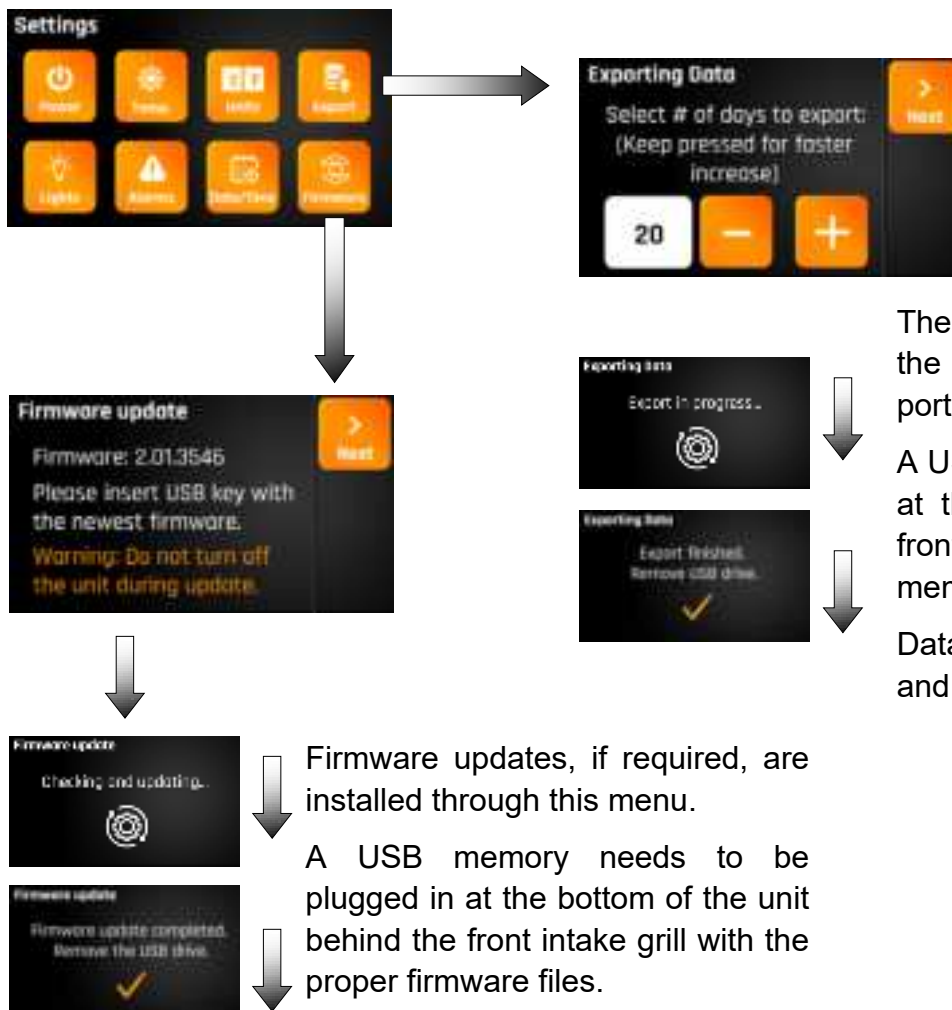 Settings
Power
Temp.
Units
Export
Lights
Alarms
Date/Time
Firmware
Exporting Data
Select # of days to export:
(Keep pressed for faster
increase)
20
Next
Exporting Data
Export in progress...
Exporting Data
Export finished.
Remove USB drive.
The
the
port
A U
at t
fron
mem
Data
and
Firmware update
Firmware: 2.01.3546
Please insert USB key with
the newest firmware.
Warning: Do not turn off
the unit during update.
Next
Firmware update
Checking and updating...
Firmware update
Firmware update completed.
Remove the USB drive.
Firmware updates, if required, are
installed through this menu.
A USB memory needs to be
plugged in at the bottom of the unit
behind the front intake grill with the
proper firmware files.